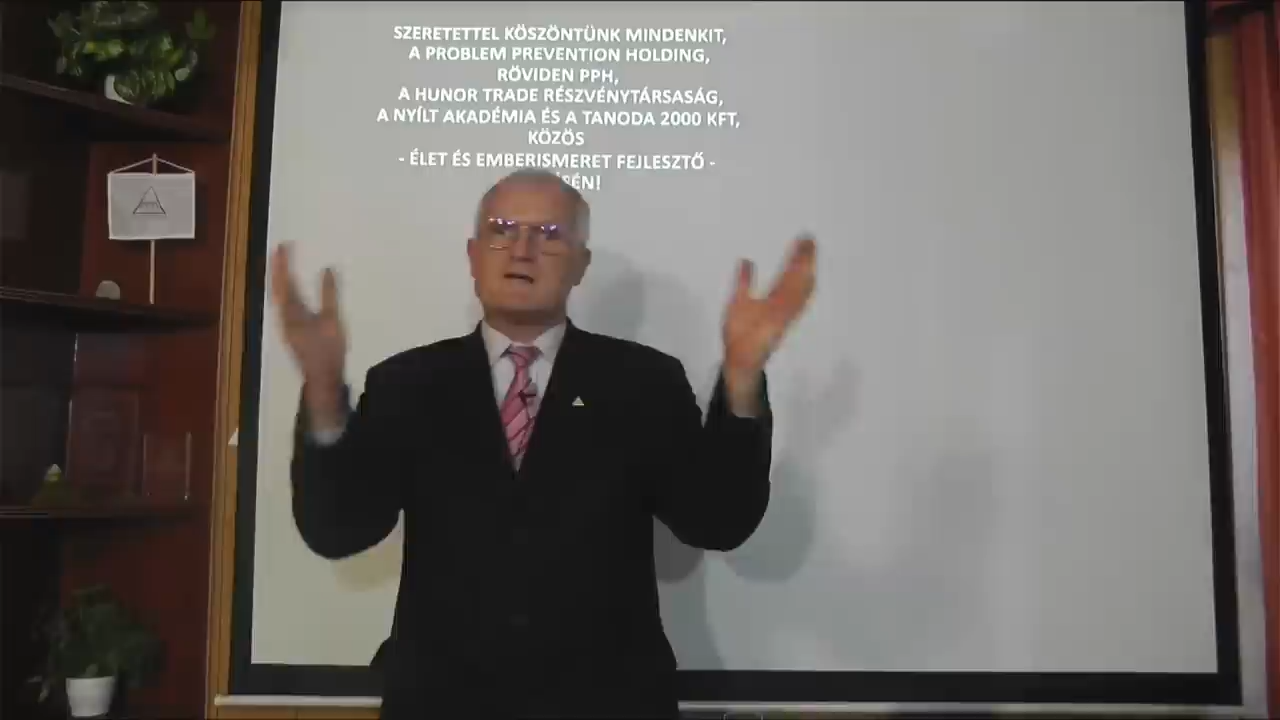 SZERETETTEL KÖSZÖNTÜNK MINDENKIT,
A PROBLEM PREVENTION HOLDING,
RÖVIDEN PPH,
A HUNOR TRADE RÉSZVÉNYTÁRSASÁG,
A NYÍLT AKADÉMIA ÉS A TANODA 2000 KFT,
KÖZÖS
- ÉLET ÉS EMBERISMERET FEJLESZTŐ -